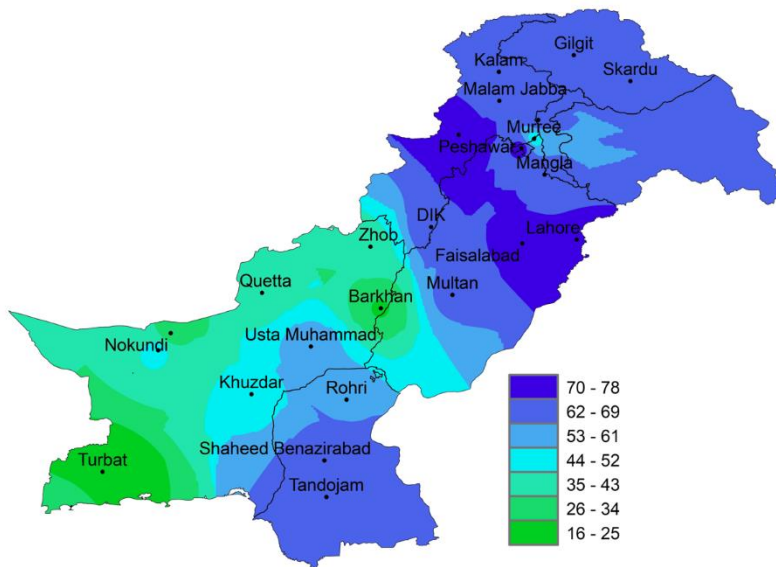 Gilgit
Kalam
Skardu
Malam Jabba
Murree
Peshawar
Mangla
DIK
Lahore
Zhob
Faisalabad
Quetta
Multan
Barkhan
Usta Muhammad
Nokundi
Khuzdar
Rohri
Shaheed Benazirabad
Turbat
Tandojam
70 - 78
62 - 69
53 - 61
44 - 52
35 - 43
26 - 34
16 - 25